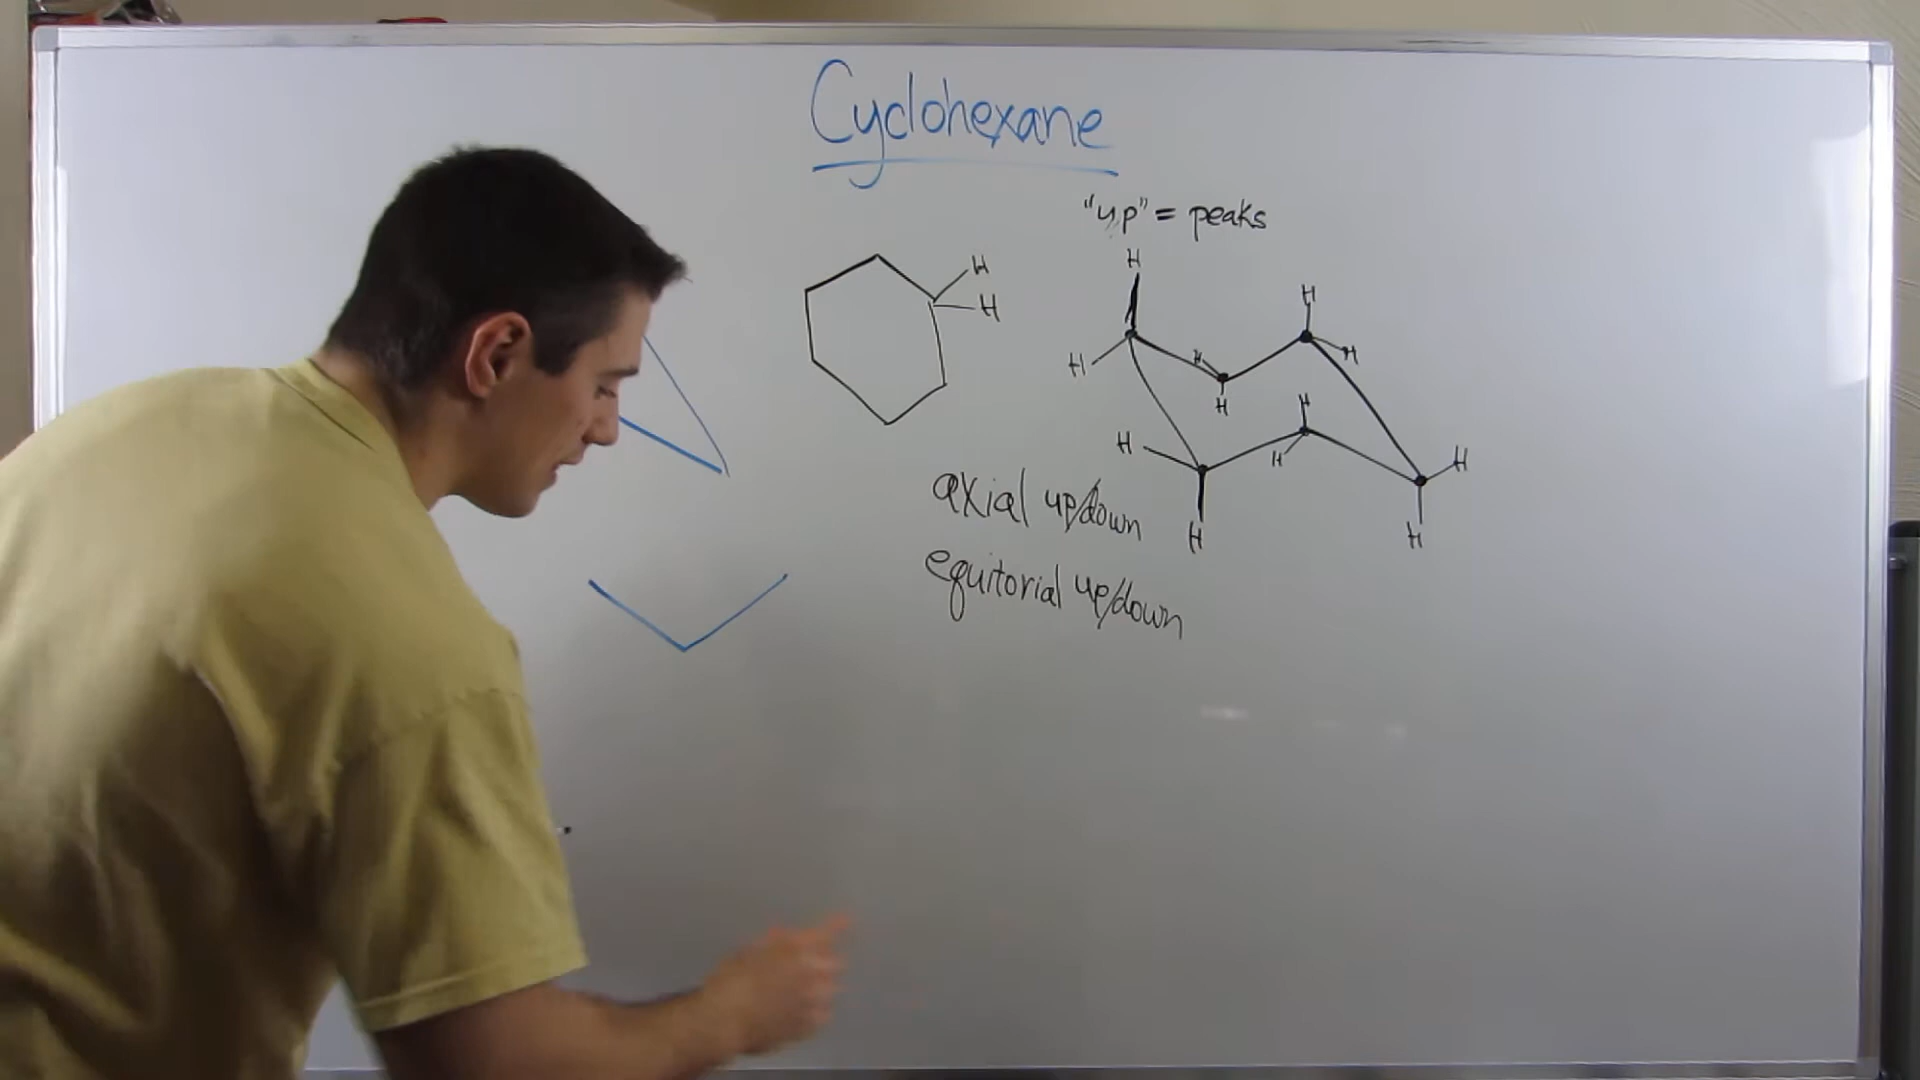 Cyclohexane
"up" = peaks
H
H
H
H
H
H
H
H
H
H
H
H
H
H
axial up/down
equitorial up/down